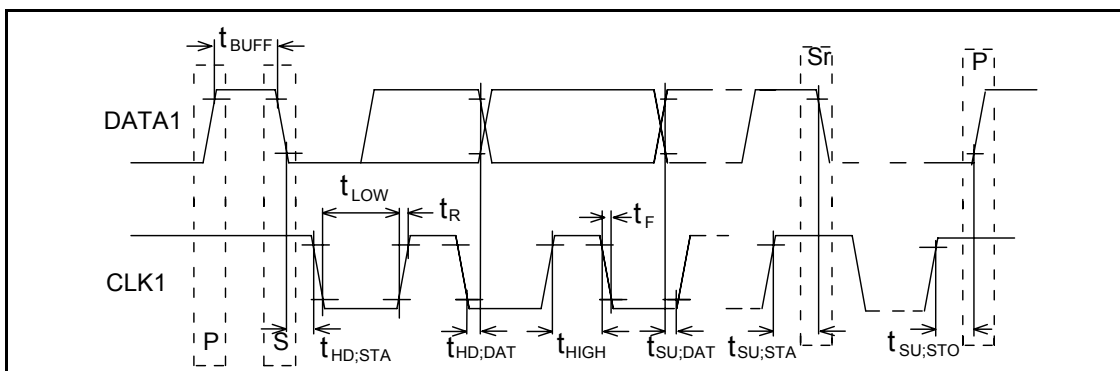 tBUFF
Sr
P
DATA1
tLOW
tR
tF
CLK1
P
S
tHD;STA
tHD;DAT
tHIGH
tSU;DAT
tSU;STA
tSU;STO